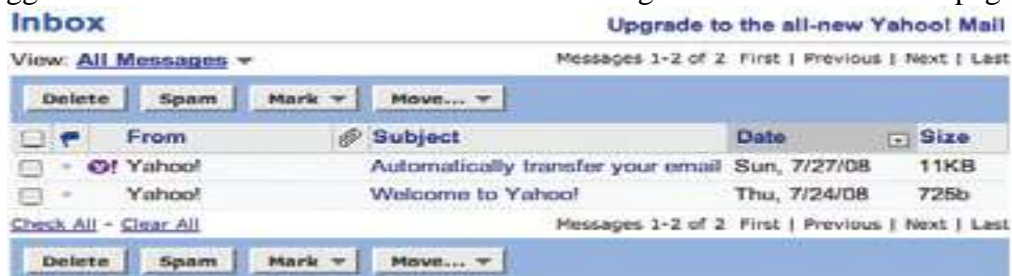 Inbox Upgrade to the all-new Yahoo! Mail
View: All Messages Messages 1-2 of 2 First | Previous | Next | Last
Delete Spam Mark Move...
From Subject Date Size
Y! Yahoo! Automatically transfer your email Sun, 7/27/08 11KB
Yahoo! Welcome to Yahoo! Thu, 7/24/08 725b
Check All - Clear All Messages 1-2 of 2 First | Previous | Next | Last
Delete Spam Mark Move...